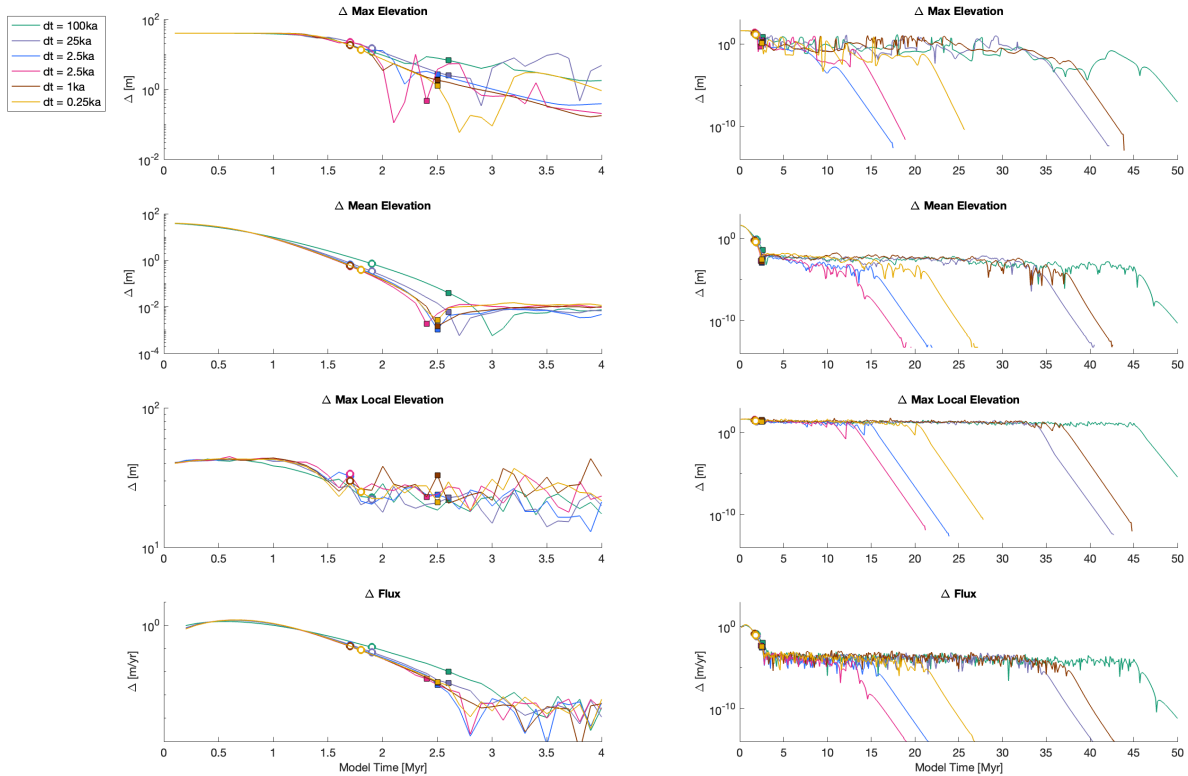 dt = 100ka
dt = 25ka
dt = 2.5ka
dt = 2.5ka
dt = 1ka
dt = 0.25ka
Δ Max Elevation
Δ [m]
10^2
10^0
10^-2
0 0.5 1 1.5 2 2.5 3 3.5 4
Δ Max Elevation
Δ [m]
10^0
10^-10
0 5 10 15 20 25 30 35 40 45 50
Δ Mean Elevation
Δ [m]
10^2
10^0
10^-2
10^-4
0 0.5 1 1.5 2 2.5 3 3.5 4
Δ Mean Elevation
Δ [m]
10^0
10^-10
0 5 10 15 20 25 30 35 40 45 50
Δ Max Local Elevation
Δ [m]
10^2
10^1
0 0.5 1 1.5 2 2.5 3 3.5 4
Δ Max Local Elevation
Δ [m]
10^0
10^-10
0 5 10 15 20 25 30 35 40 45 50
Δ Flux
Δ [m/yr]
10^0
0 0.5 1 1.5 2 2.5 3 3.5 4
Model Time [Myr]
Δ Flux
Δ [m/yr]
10^0
10^-10
0 5 10 15 20 25 30 35 40 45 50
Model Time [Myr]